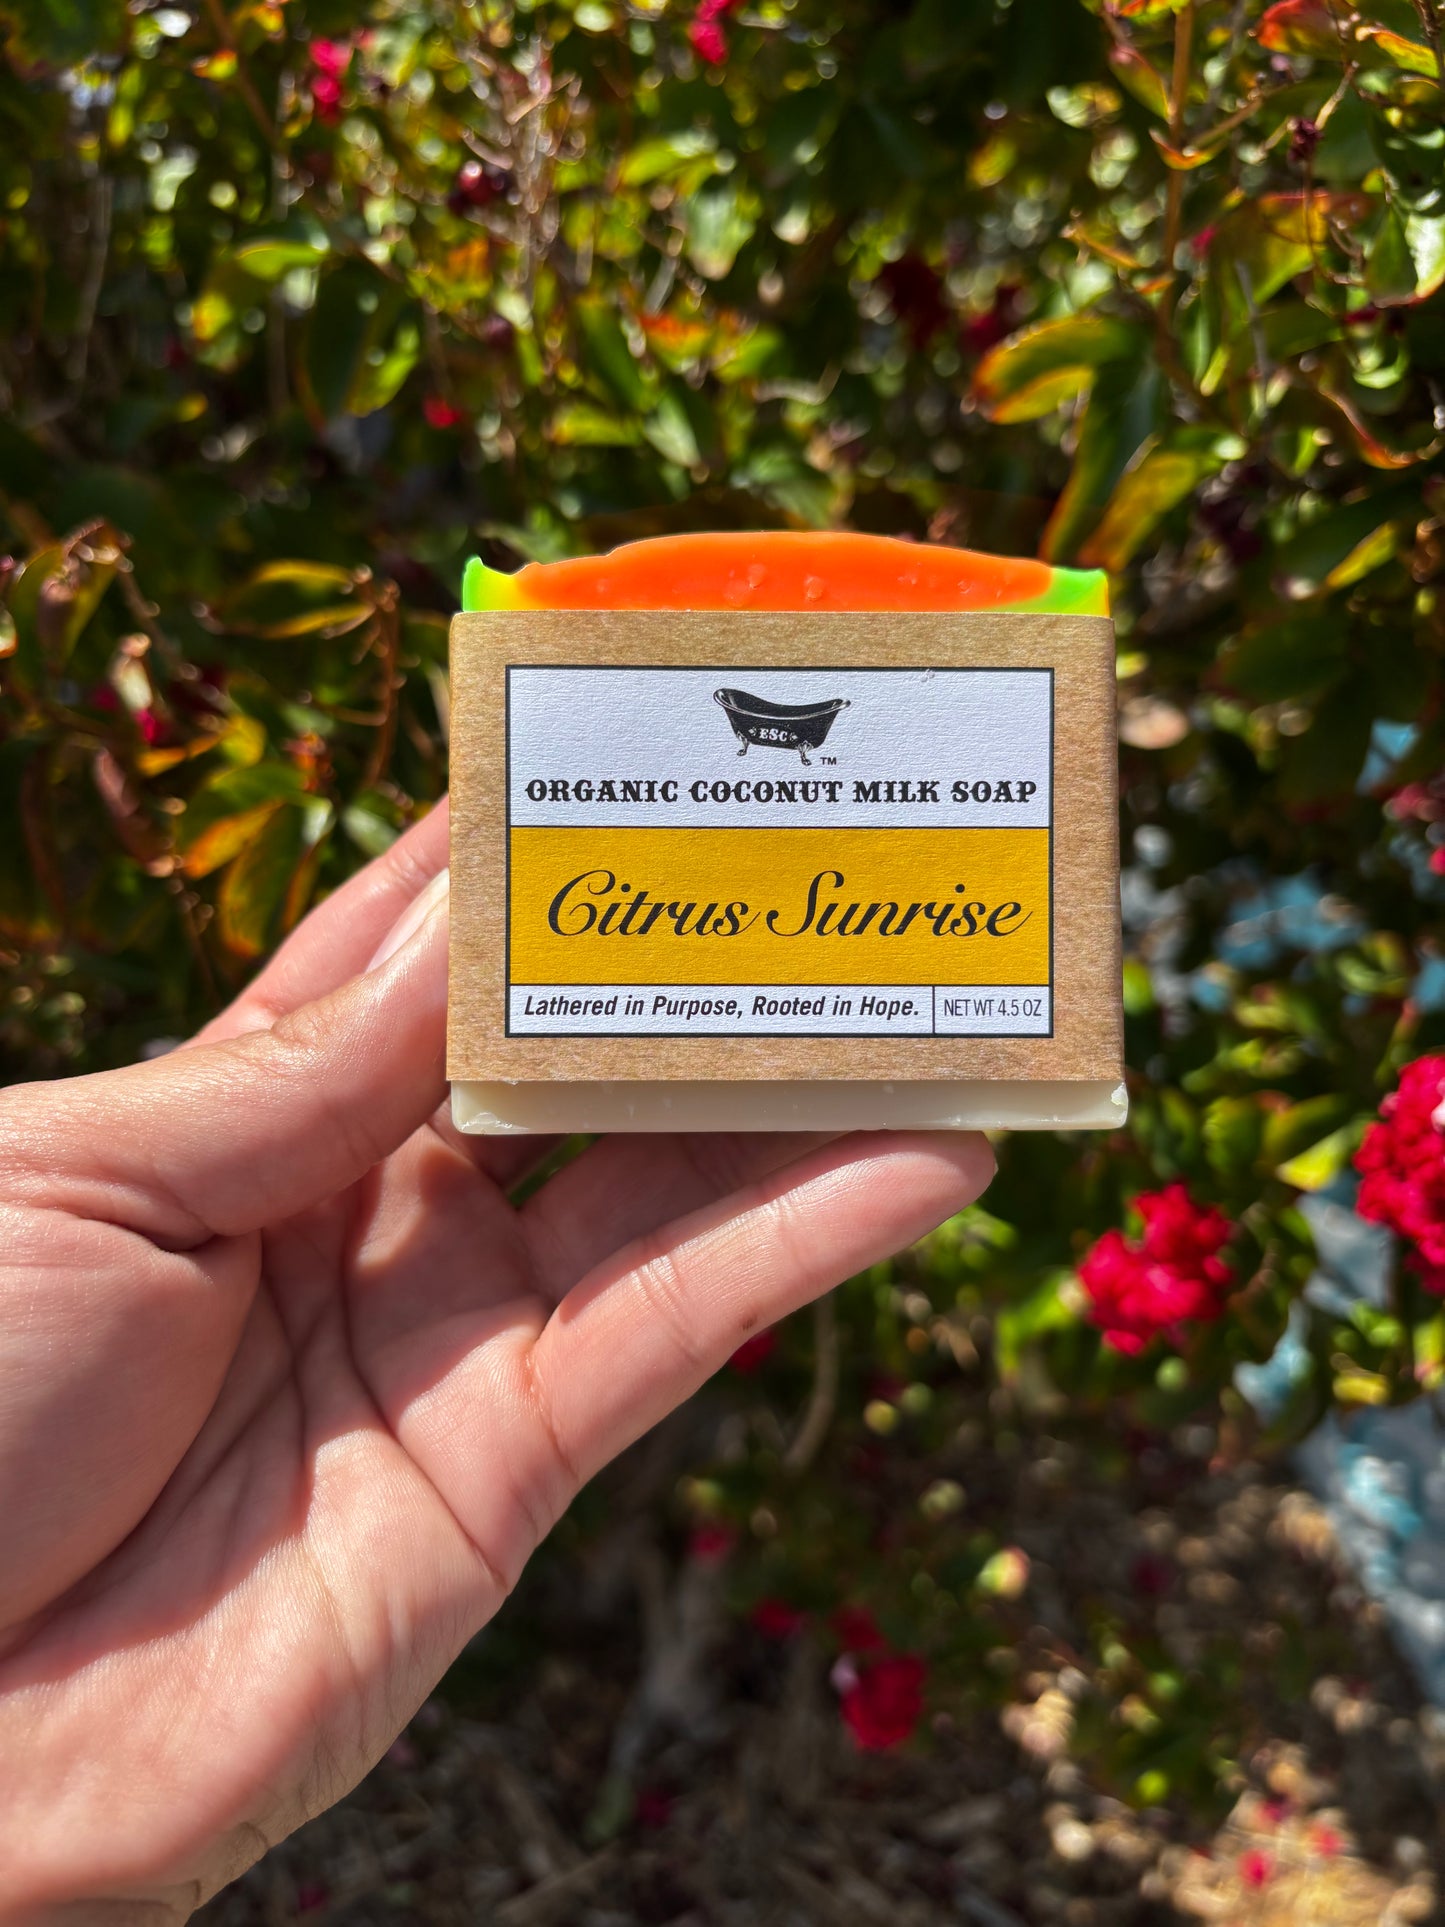 ESC
TM
ORGANIC COCONUT MILK SOAP
Citrus Sunrise
Lathered in Purpose, Rooted in Hope.
NET WT 4.5 OZ